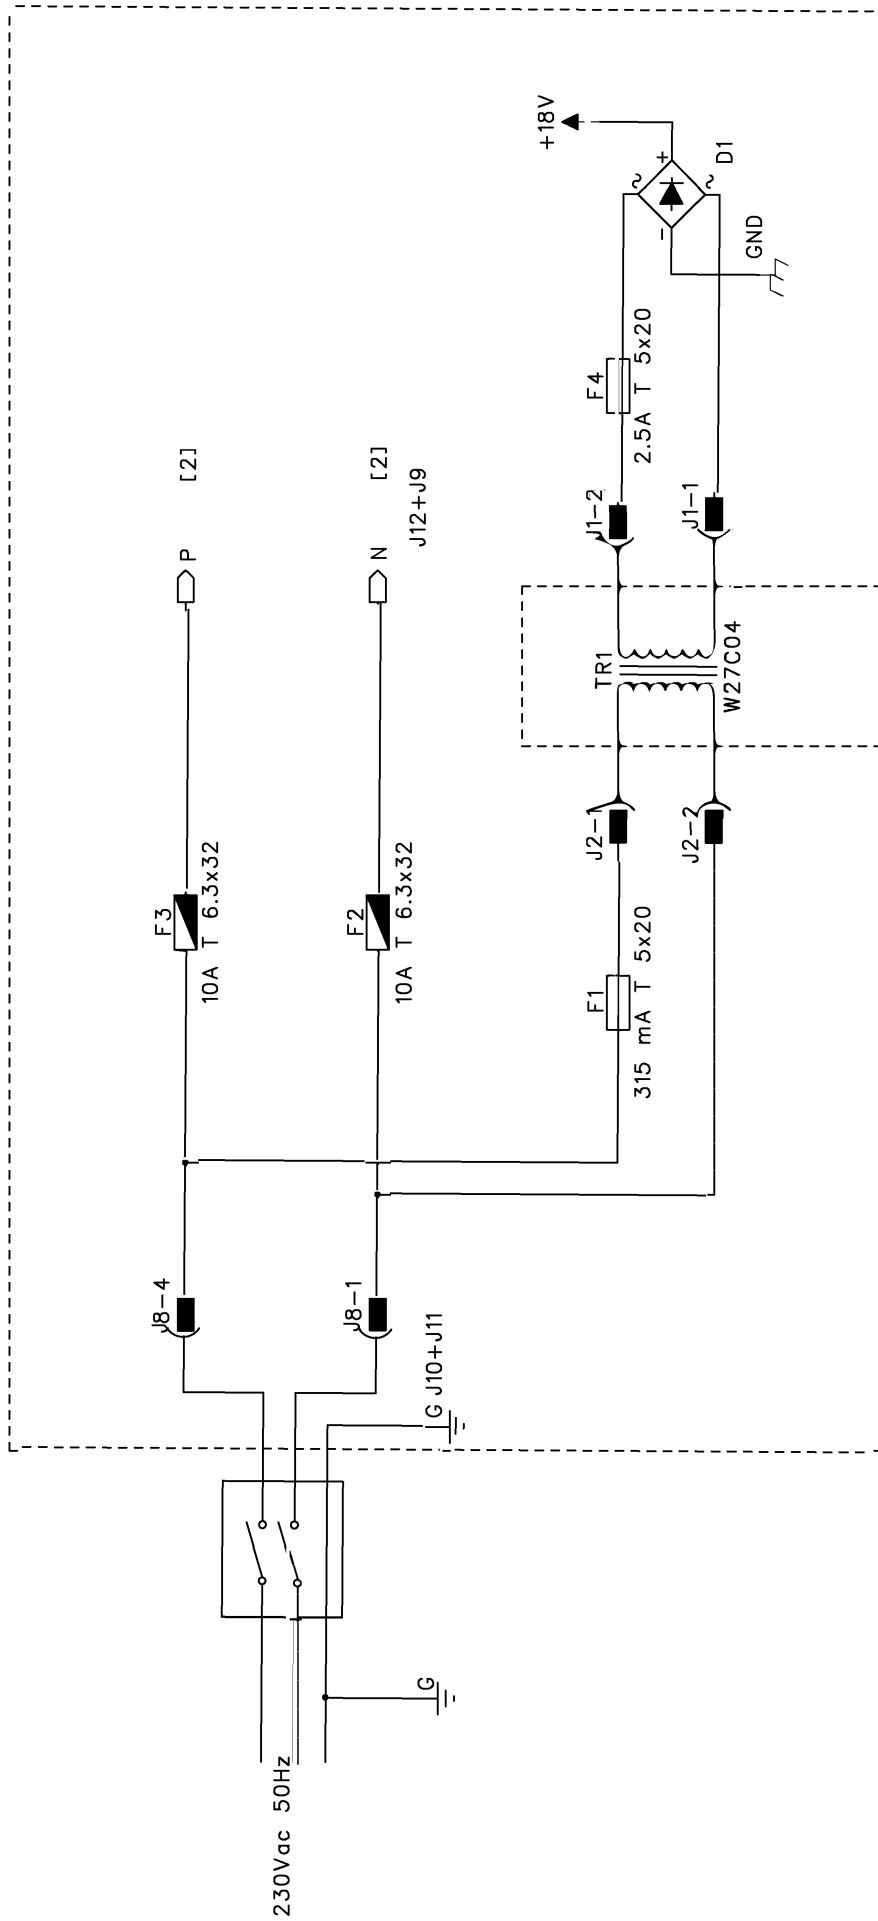 230Vac 50Hz
G
G J10+J11
J8-4
J8-1
F3
10A T 6.3x32
F2
10A T 6.3x32
P [2]
N [2]
J12+J9
F1
315 mA T 5x20
J2-1
J2-2
TR1
W27C04
J1-2
J1-1
F4
2.5A T 5x20
+18V
~
+
-
~
D1
GND